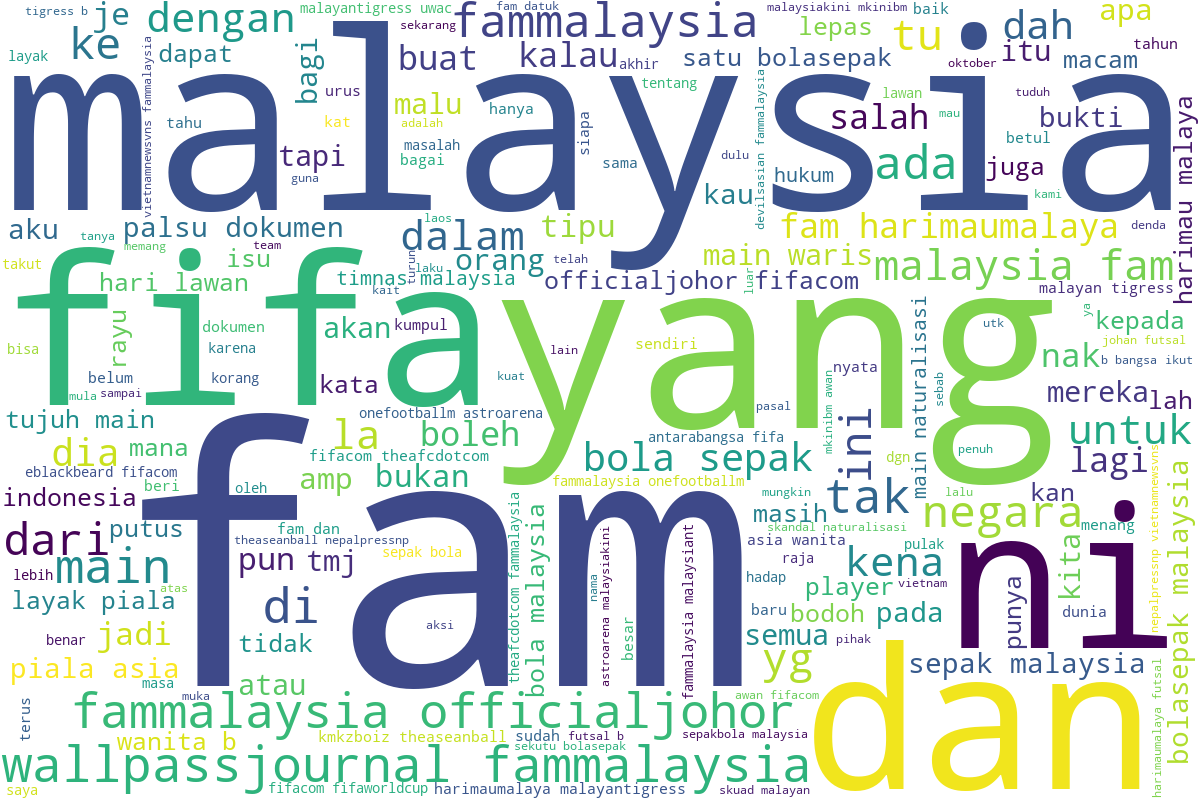 tigress b
je
dengan
malayantigress uwac
sekarang
fam datuk
fammalaysia
malaysiakini mkinibm
baik
apa
layak
ke
dapat
bagi
buat
kalau
akhir
satu bolasepak
lepas
tu
dah
oktober
itu
macam
tahun
malaysia
vietnamnewsvns fammalaysia
urus
malu
tentang
lawan
tuduh
tahu
kat
adalah
hanya
siapa
devilsasian fammalaysia
salah
mau
bukti
harimau malaya
tapi
masalah
bagai
sama
dulu
hukum
ada
betul
juga
guna
kau
kami
aku
tanya
palsu dokumen
memang
team
laos
dalam
tipu
fam harimaumalaya
denda
takut
isu
turun
laku
orang
telah
main waris
malaysia fam
hari lawan
timnas malaysia
kait
officialjohor fifacom
luar
malayan tigress
fifa
yang
rayu
dokumen
akan
kumpul
main naturalisasi
utk
ya
kepada
bisa
karena
lain
sendiri
johan futsal
belum
korang
kata
kuat
nyata
sebab
nak
b bangsa ikut
mula
sampai
mereka
lah
tujuh main
onefootballm astroarena
pasal
mkinibm awan
ini
untuk
dia
mana
la
boleh
antarabangsa fifa
dgn
penuh
lagi
eblackbeard fifacom
fifacom theafcdotcom
bola sepak
nepalpressnp vietnamnewsvns
bolasepak malaysia
indonesia
beri
oleh
amp
bukan
fammalaysia onefootballm
mungkin
tak
lalu
kan
dari
putus
fam dan
theafcdotcom fammalaysia
bola malaysia
masih
skandal naturalisasi
negara
menang
fam
ni
theaseanball nepalpressnp
sepak bola
nama
astroarena malaysiakini
fammalaysia malaysiant
asia wanita
pulak
kita
lebih
main
pun
tmj
raja
kena
atas
hadap
vietnam
punya
layak piala
di
aksi
besar
baru
bodoh
player
pada
dunia
benar
jadi
tidak
semua
pihak
piala asia
yg
sepak malaysia
masa
atau
muka
awan fifacom
dan
harimaumalaya futsal
terus
fammalaysia officialjohor
wanita b
kmkzboiz theaseanball
sudah
futsal b
sepakbola malaysia
sekutu bolasepak
wallpassjournal fammalaysia
saya
fifacom fifaworldcup
harimaumalaya malayantigress
skuad malayan